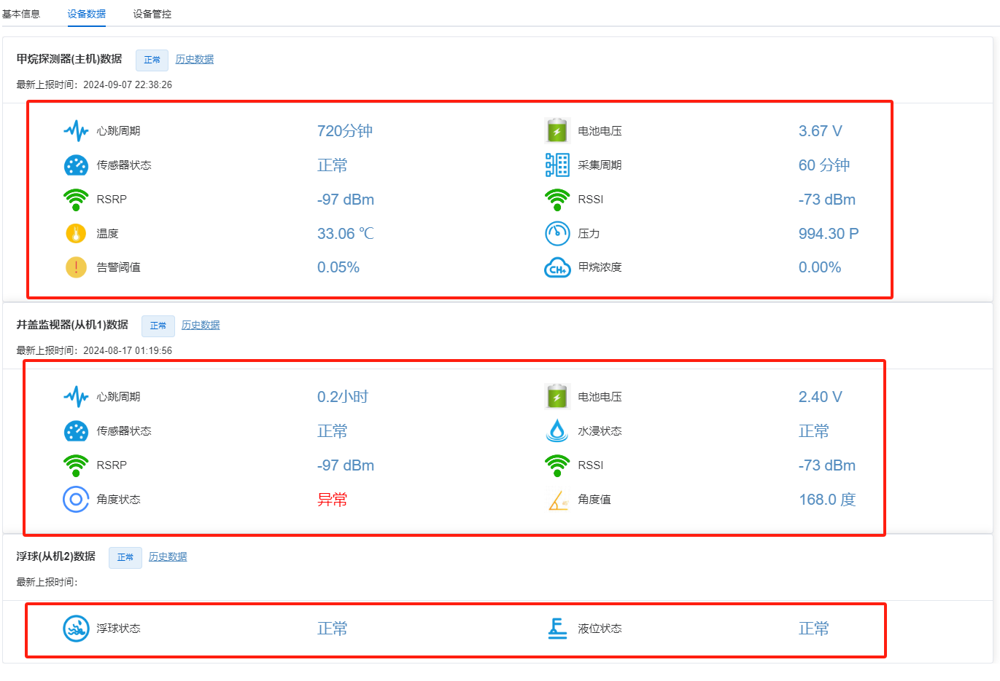 基本信息 设备数据 设备管控
甲烷探测器(主机)数据 正常 历史数据
最新上报时间：2024-09-07 22:38:26
心跳周期 720分钟 电池电压 3.67 V
传感器状态 正常 采集周期 60 分钟
RSRP -97 dBm RSSI -73 dBm
温度 33.06 ℃ 压力 994.30 P
告警阈值 0.05% CH₄ 甲烷浓度 0.00%
井盖监视器(从机1)数据 正常 历史数据
最新上报时间：2024-08-17 01:19:56
心跳周期 0.2小时 电池电压 2.40 V
传感器状态 正常 水浸状态 正常
RSRP -97 dBm RSSI -73 dBm
角度状态 异常 45° 角度值 168.0 度
浮球(从机2)数据 正常 历史数据
最新上报时间：
浮球状态 正常 液位状态 正常